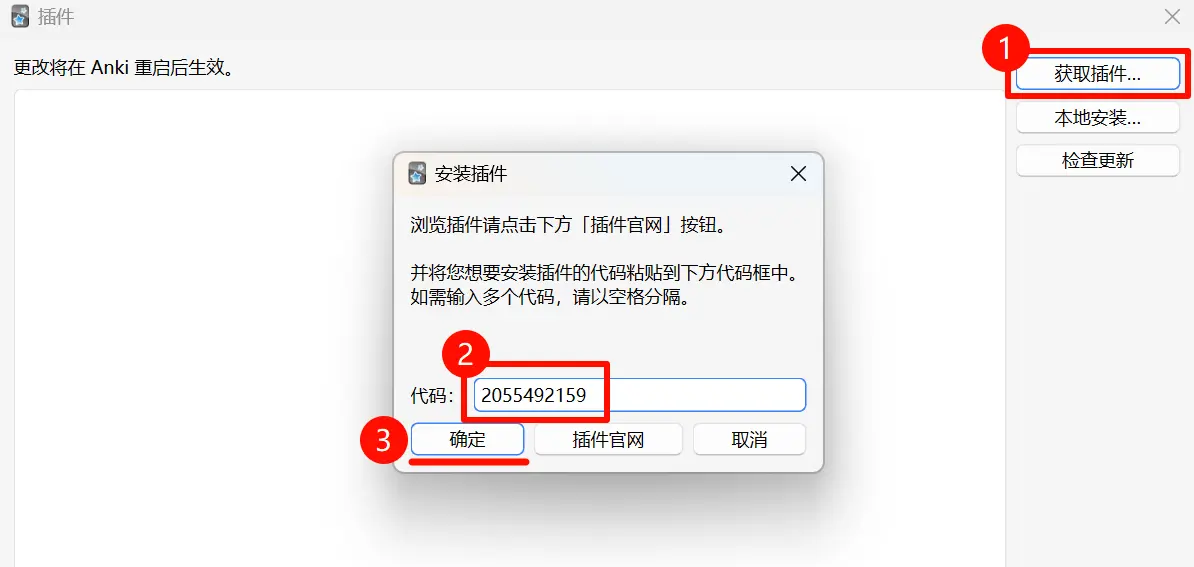 插件
更改将在 Anki 重启后生效。
1
获取插件...
本地安装...
检查更新
安装插件
浏览插件请点击下方「插件官网」按钮。
并将您想要安装插件的代码粘贴到下方代码框中。
如需输入多个代码，请以空格分隔。
2
代码：
2055492159
3
确定
插件官网
取消